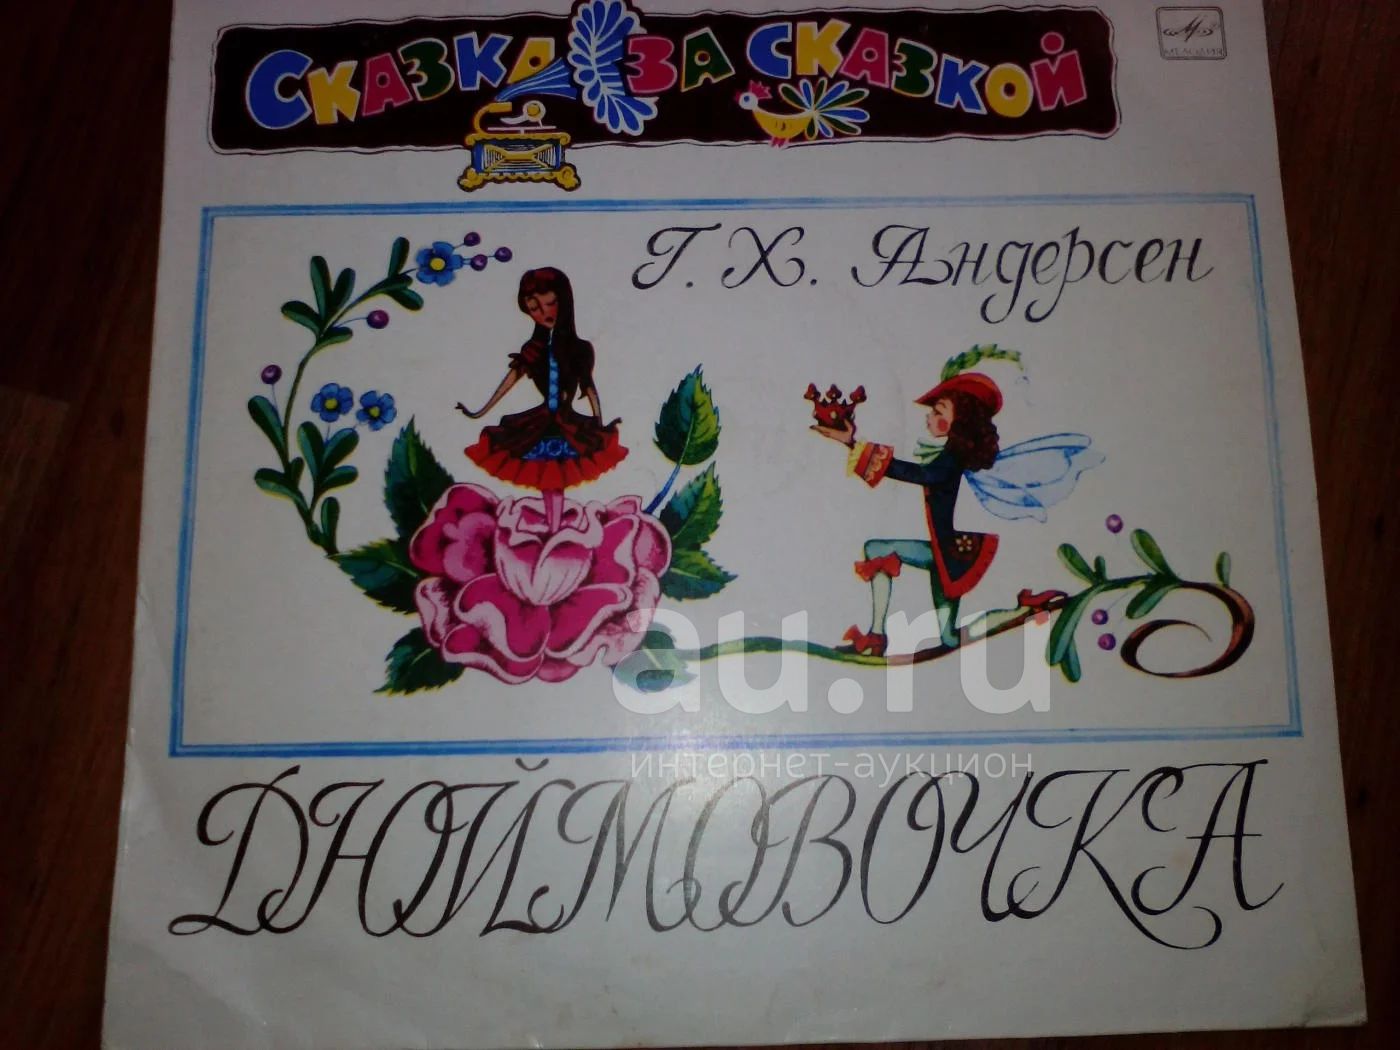 Сказка за сказкой
Мелодия
Г. Х. Андерсен
au.ru
интернет-аукцион
Дюймовочка